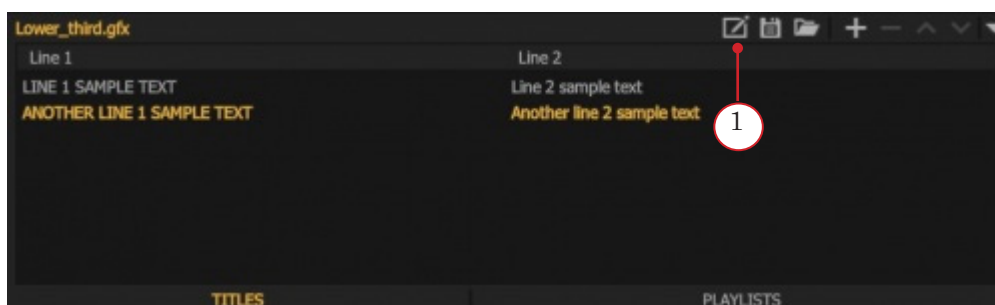 Lower_third.gfx
Line 1 Line 2
LINE 1 SAMPLE TEXT Line 2 sample text
ANOTHER LINE 1 SAMPLE TEXT Another line 2 sample text
1
TITLES PLAYLISTS